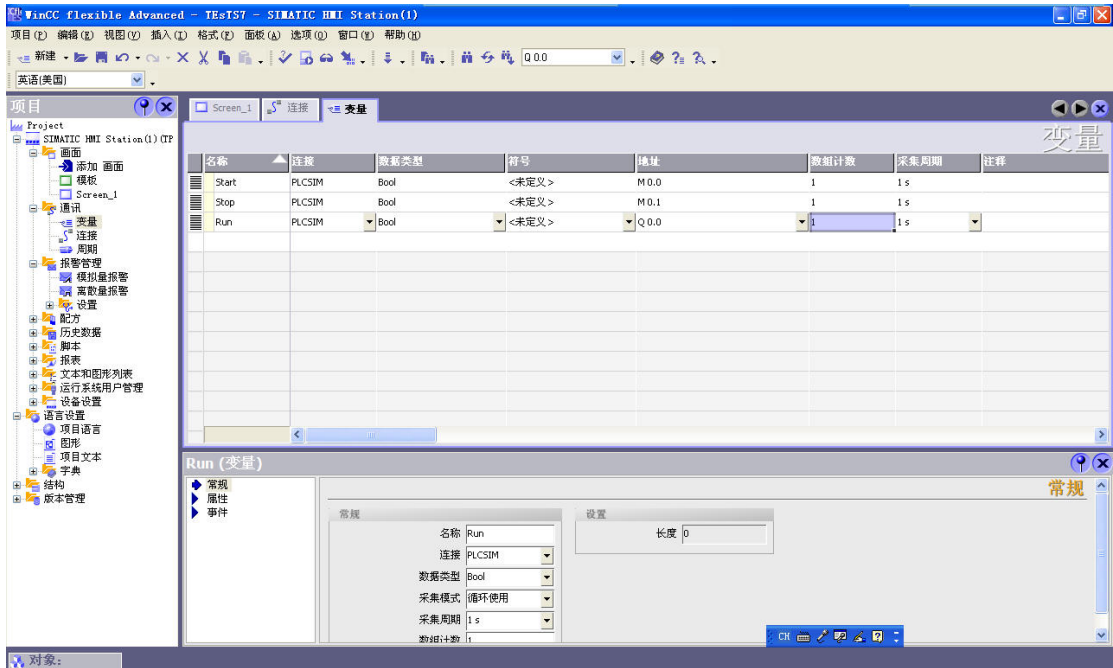 WinCC flexible Advanced - TEsTS7 - SIMATIC HMI Station(1)
项目(P) 编辑(E) 视图(V) 插入(I) 格式(F) 面板(A) 选项(O) 窗口(W) 帮助(H)
新建 Q 0.0
英语(美国)
项目
Project
SIMATIC HMI Station(1)(TP
画面
添加 画面
模板
Screen_1
通讯
变量
连接
周期
报警管理
模拟量报警
离散量报警
设置
配方
历史数据
脚本
报表
文本和图形列表
运行系统用户管理
设备设置
语言设置
项目语言
图形
项目文本
字典
结构
版本管理
Screen_1 连接 变量
变量
名称 连接 数据类型 符号 地址 数组计数 采集周期 注释
Start PLCSIM Bool <未定义> M 0.0 1 1 s
Stop PLCSIM Bool <未定义> M 0.1 1 1 s
Run PLCSIM Bool <未定义> Q 0.0 1 1 s
Run (变量)
常规
属性
事件
常规
常规
名称 Run
连接 PLCSIM
数据类型 Bool
采集模式 循环使用
采集周期 1 s
数组计数 1
设置
长度 0
CH
对象: